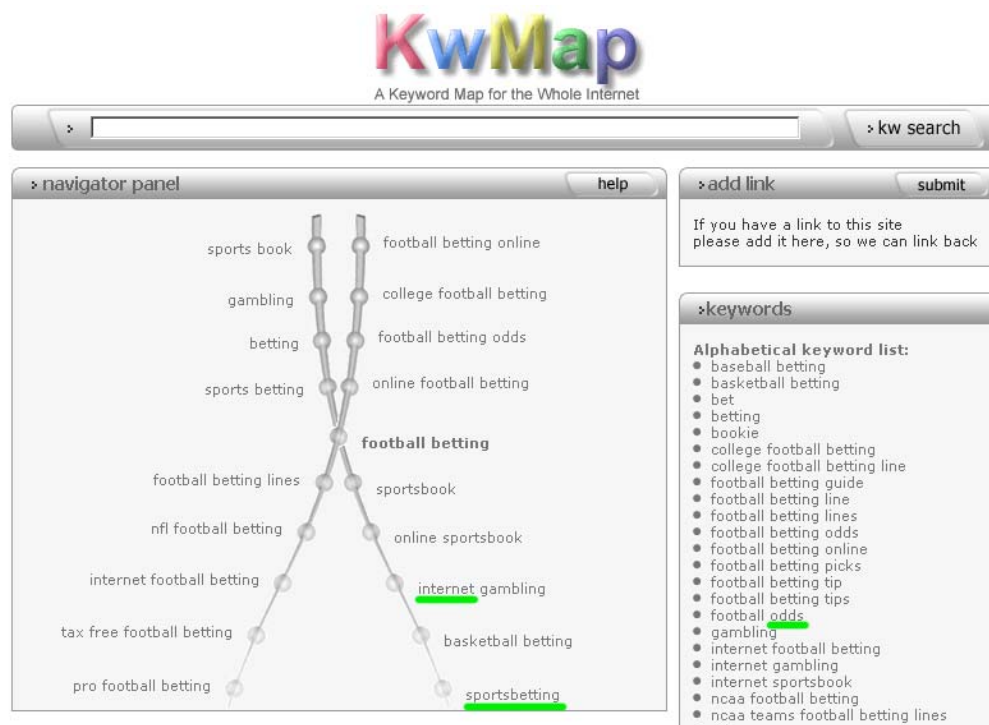 KwMap
A Keyword Map for the Whole Internet
kw search
navigator panel
help
sports book
football betting online
gambling
college football betting
betting
football betting odds
sports betting
online football betting
football betting
football betting lines
sportsbook
nfl football betting
online sportsbook
internet football betting
internet gambling
tax free football betting
basketball betting
pro football betting
sportsbetting
add link
submit
If you have a link to this site
please add it here, so we can link back
keywords
Alphabetical keyword list:
baseball betting
basketball betting
bet
betting
bookie
college football betting
college football betting line
football betting guide
football betting line
football betting lines
football betting odds
football betting online
football betting picks
football betting tip
football betting tips
football odds
gambling
internet football betting
internet gambling
internet sportsbook
ncaa football betting
ncaa teams football betting lines